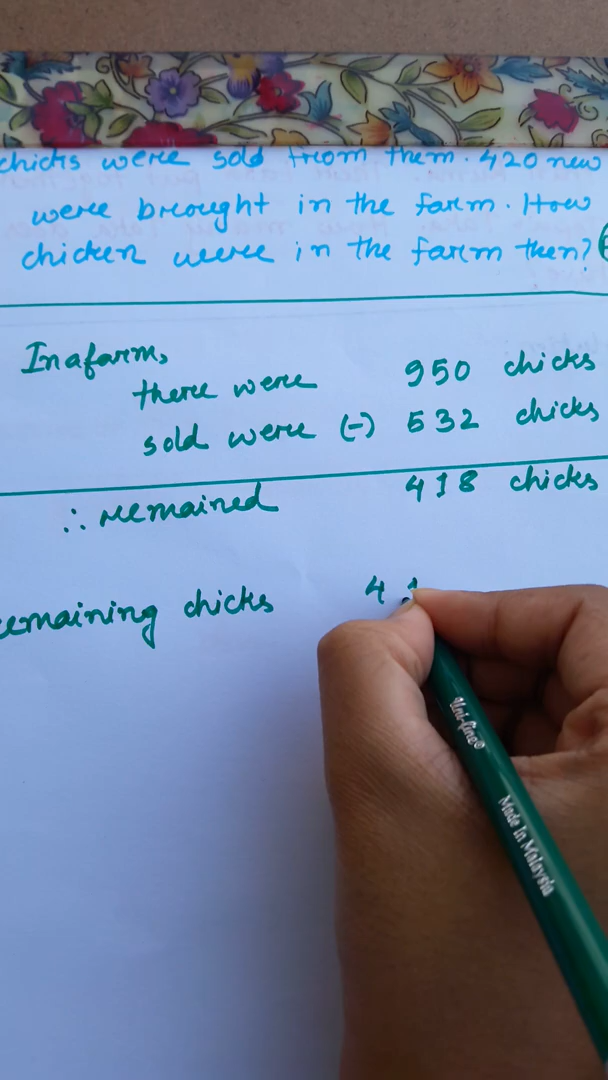 chicks were sold from them. 420 new
were brought in the farm. How
chicken were in the farm then?
In a farm,
there were 950 chicks
sold were (-) 532 chicks
∴ remained 418 chicks
remaining chicks 41
Uni-fine®
Made In Malaysia